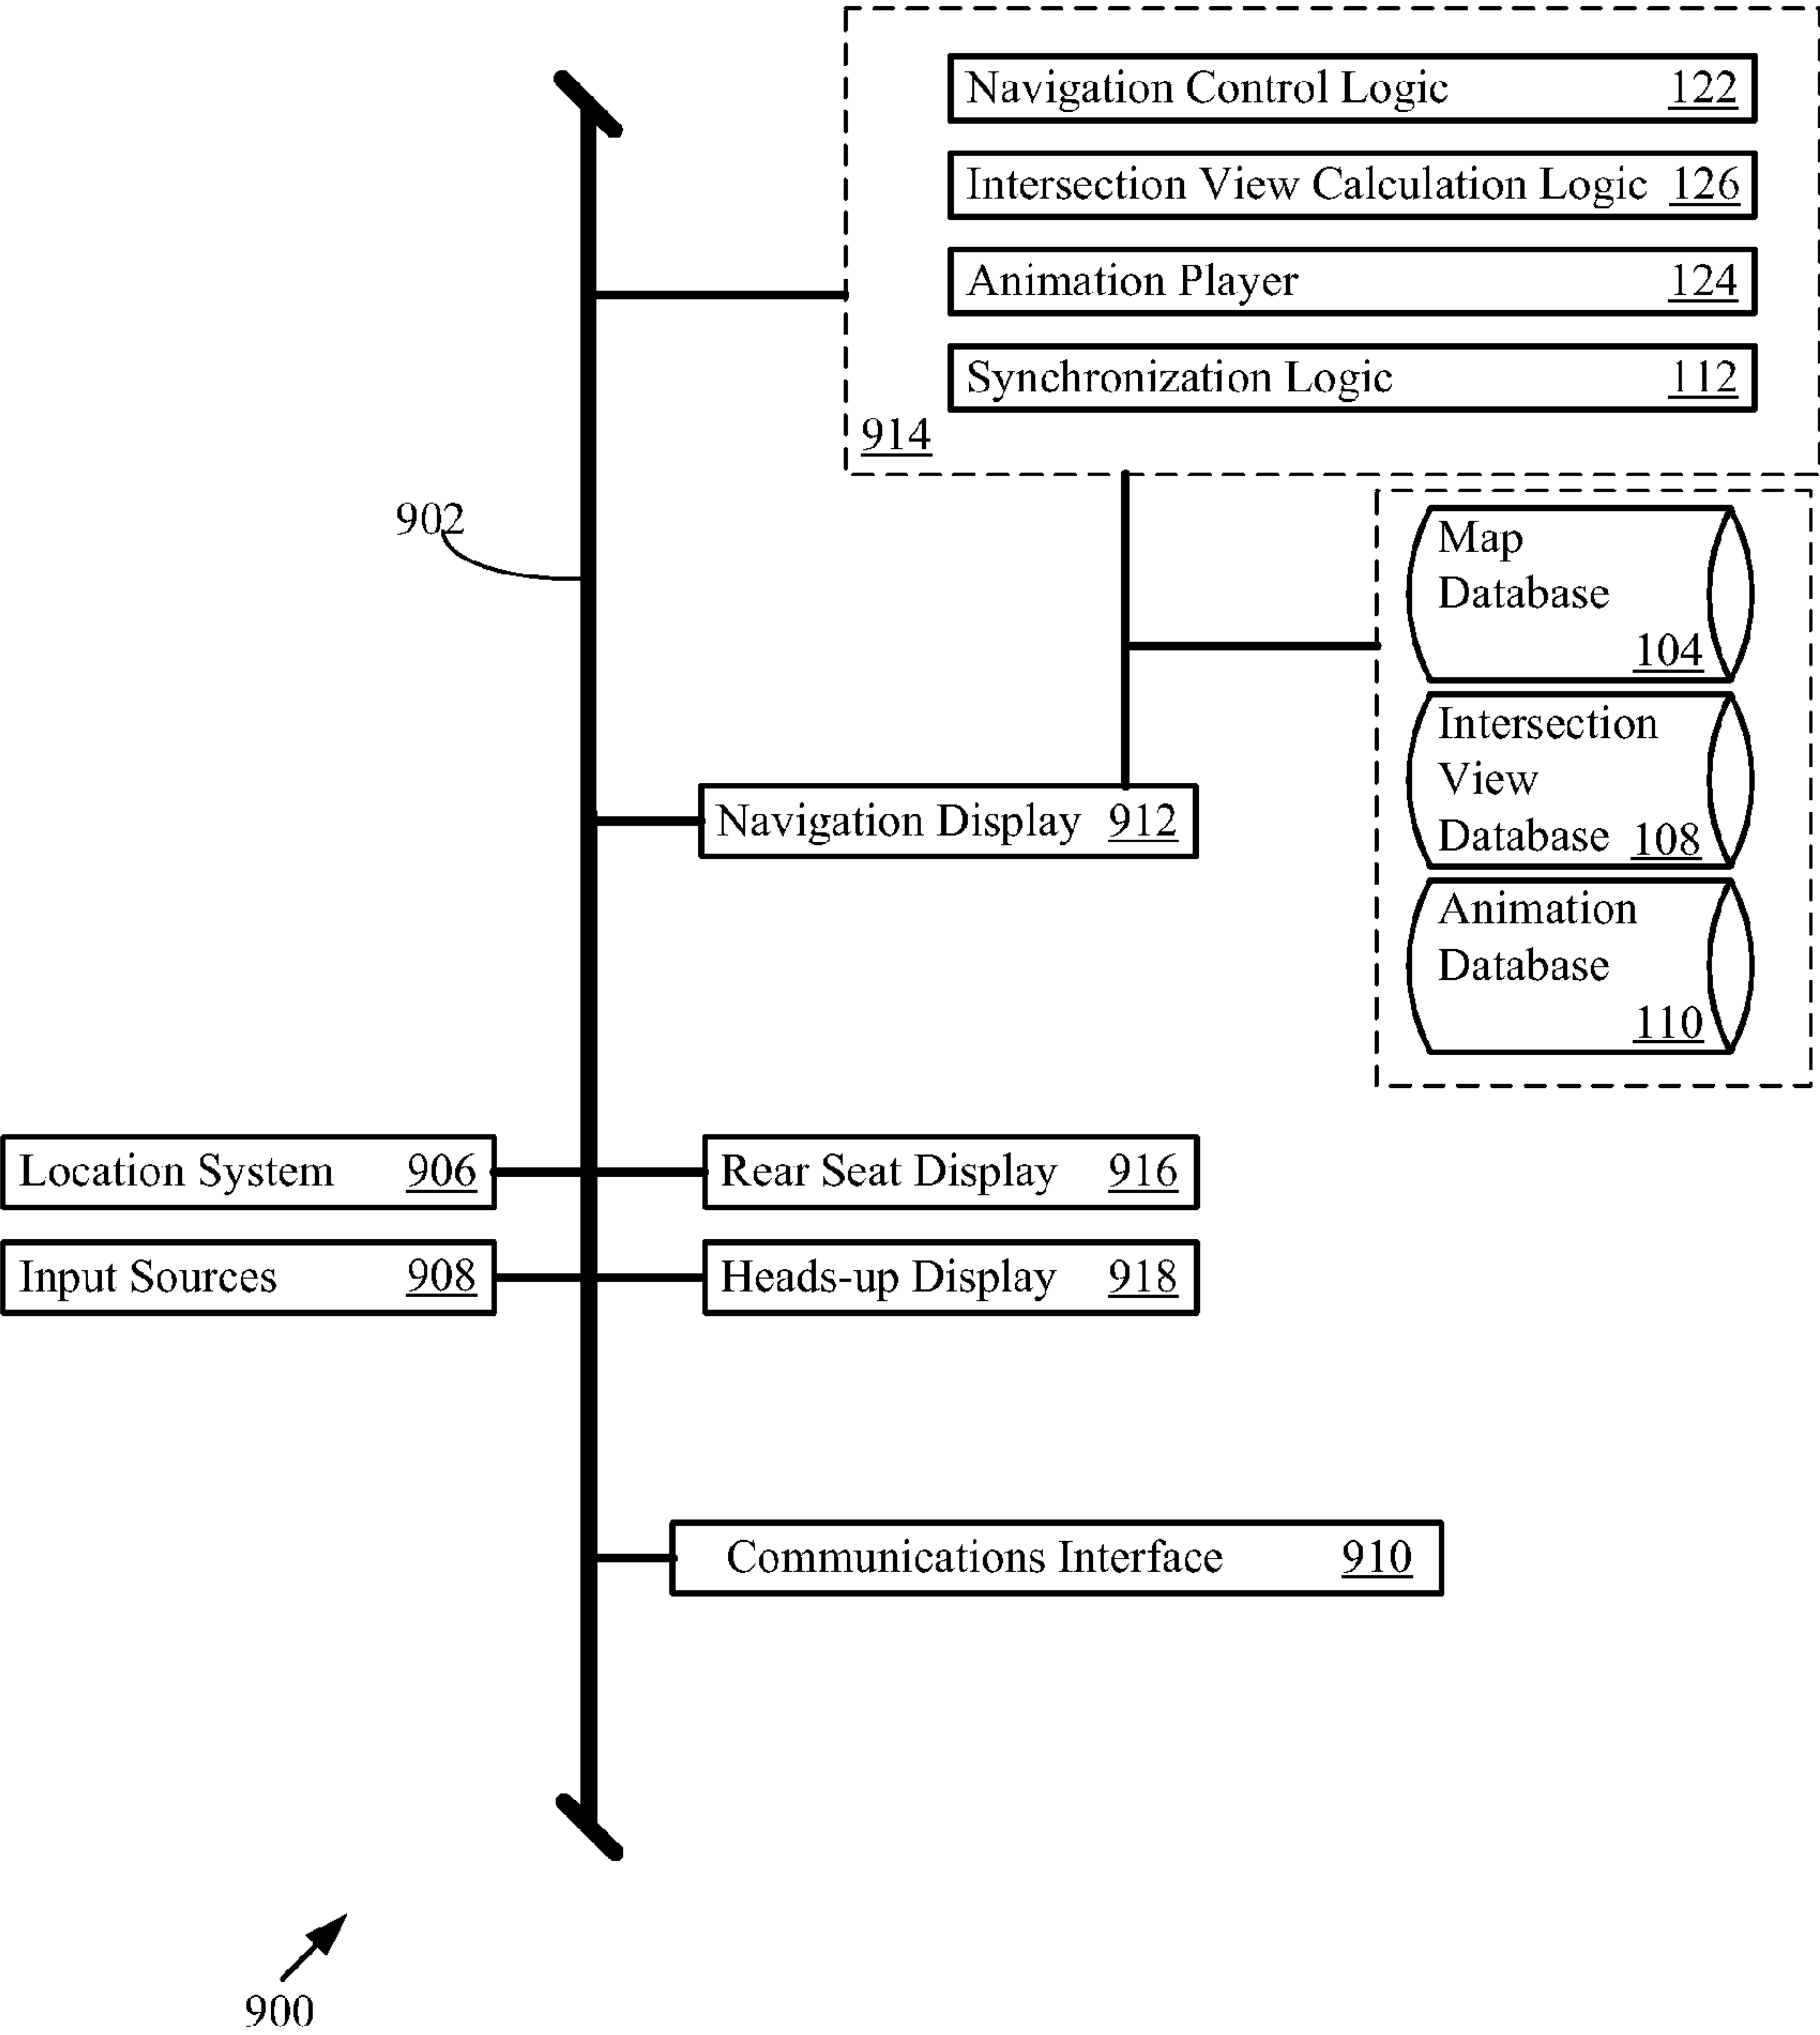 Navigation Control Logic 122
Intersection View Calculation Logic 126
Animation Player 124
Synchronization Logic 112
914
902
Map
Database
104
Intersection
View
Database 108
Animation
Database
110
Navigation Display 912
Location System 906
Rear Seat Display 916
Input Sources 908
Heads-up Display 918
Communications Interface 910
900